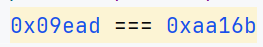 0x09ead === 0xaa16b